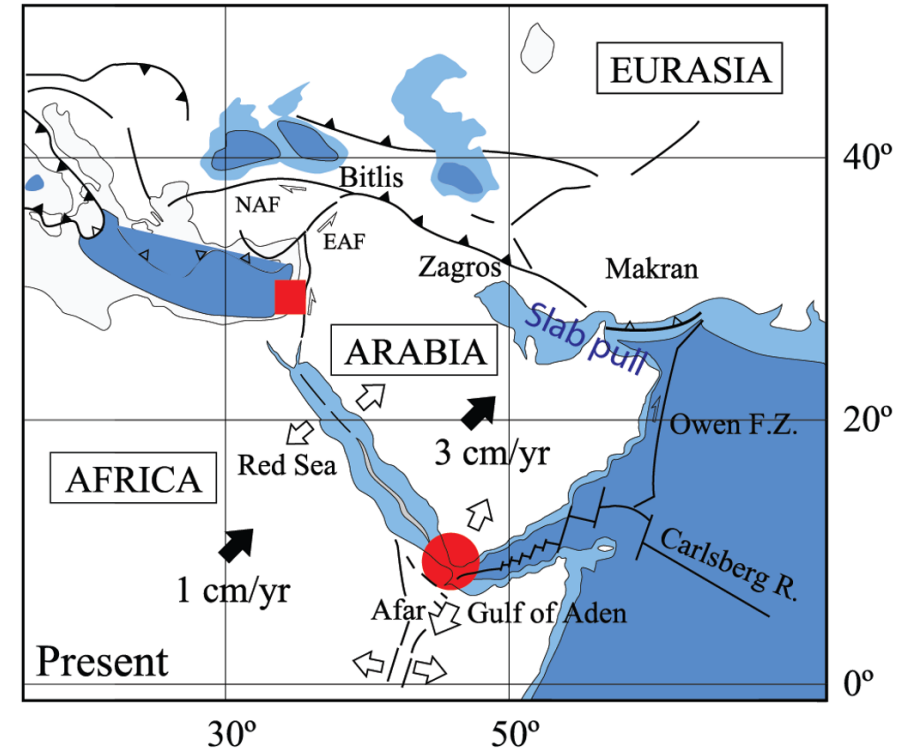 EURASIA
40º
Bitlis
NAF
EAF
Zagros
Makran
Slab pull
ARABIA
20º
Owen F.Z.
3 cm/yr
Red Sea
AFRICA
Carlsberg R.
1 cm/yr
Afar
Gulf of Aden
Present
0º
30º
50º